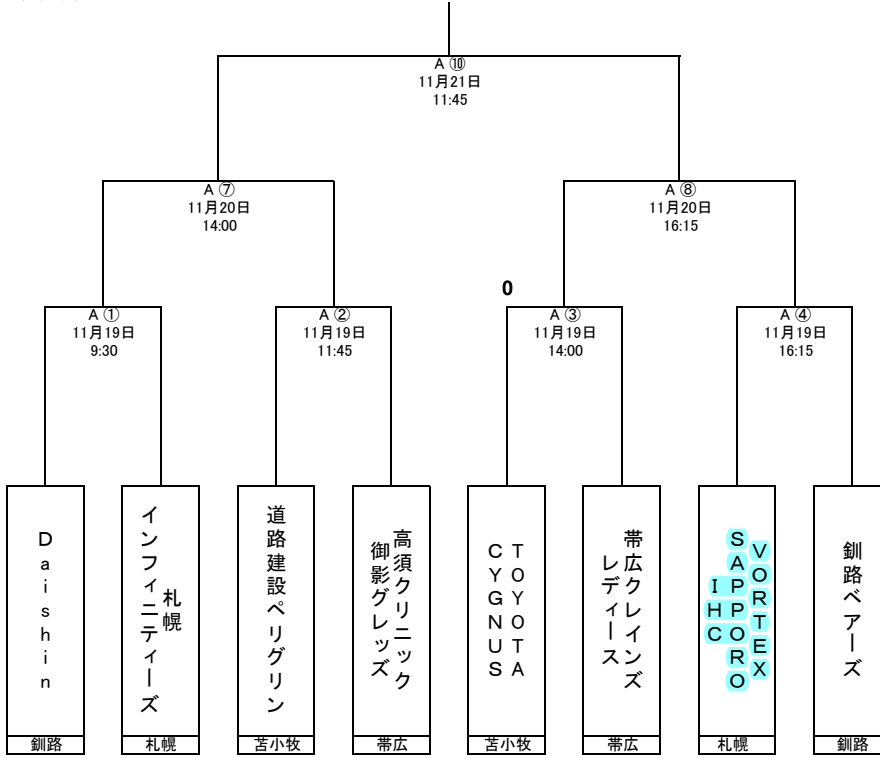 A ⑩
11月21日
11:45
A ⑦
11月20日
14:00
A ⑧
11月20日
16:15
0
A ①
11月19日
9:30
A ②
11月19日
11:45
A ③
11月19日
14:00
A ④
11月19日
16:15
Daishin
札幌
インフィニティーズ
道路建設ペリグリン
高須クリニック
御影グレッズ
TOYOTA
CYGNUS
帯広クレインズ
レディース
VORTEX
SAPPORO
IHC
釧路ベアーズ
釧路
札幌
苫小牧
帯広
苫小牧
帯広
札幌
釧路